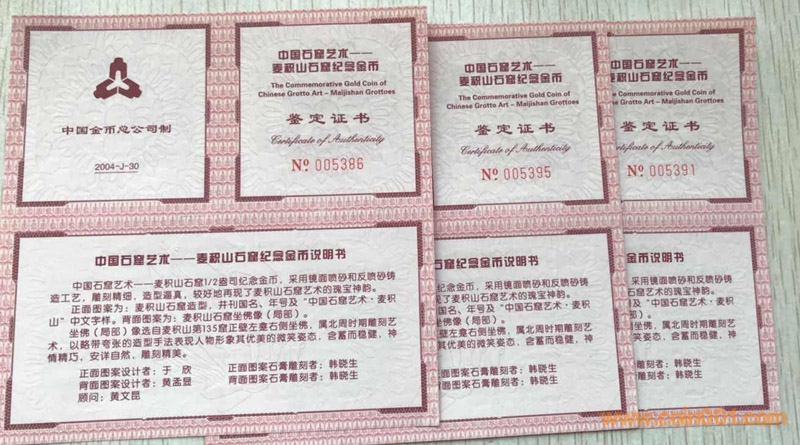 中国金币总公司制
2004-J-30
中国石窟艺术——
麦积山石窟纪念金币
The Commemorative Gold Coin of
Chinese Grotto Art – Maijishan Grottoes
鉴定证书
Certificate of Authenticity
Nº 005386
中国石窟艺术——麦积山石窟纪念金币说明书
中国石窟艺术——麦积山石窟1/2盎司纪念金币，采用镜面喷砂和反喷砂铸
造工艺，雕刻精细，造型逼真，较好地再现了麦积山石窟艺术的瑰宝神韵。
正面图案为：麦积山石窟造型，并刊国名、年号及“中国石窟艺术·麦积
山”中文字样。背面图案为：麦积山石窟坐佛像（局部）。
坐佛（局部）像选自麦积山第135窟正壁左龛右侧坐佛，属北周时期雕刻艺
术，以略带夸张的造型手法表现人物形象其优美的微笑姿态，含蓄而稳健，神
情精巧，安详自然，雕刻精美。
正面图案设计者：于 欣
正面图案石膏雕刻者：韩晓生
背面图案设计者：黄孟显
背面图案石膏雕刻者：韩晓生
顾问：黄文昆
中国石窟艺术——
麦积山石窟纪念金币
The Commemorative Gold Coin of
Chinese Grotto Art – Maijishan Grottoes
鉴定证书
Certificate of Authenticity
Nº 005395
石窟纪念金币说明书
纪念金币，采用镜面喷砂和反喷砂铸
现了麦积山石窟艺术的瑰宝神韵。
国名、年号及“中国石窟艺术·麦积
窟坐佛像（局部）。
壁左龛右侧坐佛，属北周时期雕刻艺
象其优美的微笑姿态，含蓄而稳健，神
正面图案石膏雕刻者：韩晓生
背面图案石膏雕刻者：韩晓生
中国石窟艺术——
麦积山石窟纪念金币
The Commemorative Gold Coin of
Chinese Grotto Art – Maijishan Grottoes
鉴定证书
Certificate of Authenticity
Nº 005391
纪念金币说明书
采用镜面喷砂和反喷砂铸
石窟艺术的瑰宝神韵。
及“中国石窟艺术·麦积
（局部）。
坐佛，属北周时期雕刻艺
微笑姿态，含蓄而稳健，神
石膏雕刻者：韩晓生
石膏雕刻者：韩晓生